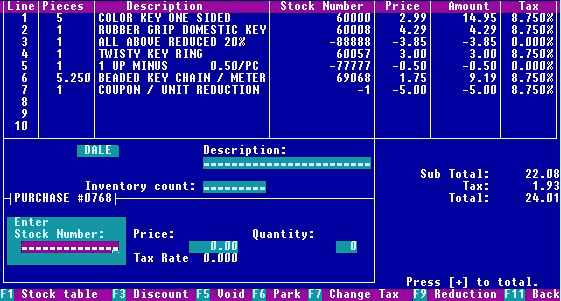 Line Pieces Description Stock Number Price Amount Tax
1 5 COLOR KEY ONE SIDED 60000 2.99 14.95 8.750%
2 1 RUBBER GRIP DOMESTIC KEY 60008 4.29 4.29 8.750%
3 1 ALL ABOVE REDUCED 20% -88888 -3.85 -3.85 0.000%
4 1 TWISTY KEY RING 60057 3.00 3.00 8.750%
5 1 1 UP MINUS 0.50/PC -77777 -0.50 -0.50 0.000%
6 5.250 BEADED KEY CHAIN / METER 69068 1.75 9.19 8.750%
7 1 COUPON / UNIT REDUCTION -1 -5.00 -5.00 8.750%
8
9
10
DALE Description:
Sub Total: 22.08
Inventory count: Tax: 1.93
PURCHASE #0768 Total: 24.01
Enter
Stock Number: Price: Quantity:
0.00 0
Tax Rate 0.000
Press [+] to total.
F1 Stock table F3 Discount F5 Void F6 Park F7 Change Tax F9 Reduction F11 Back